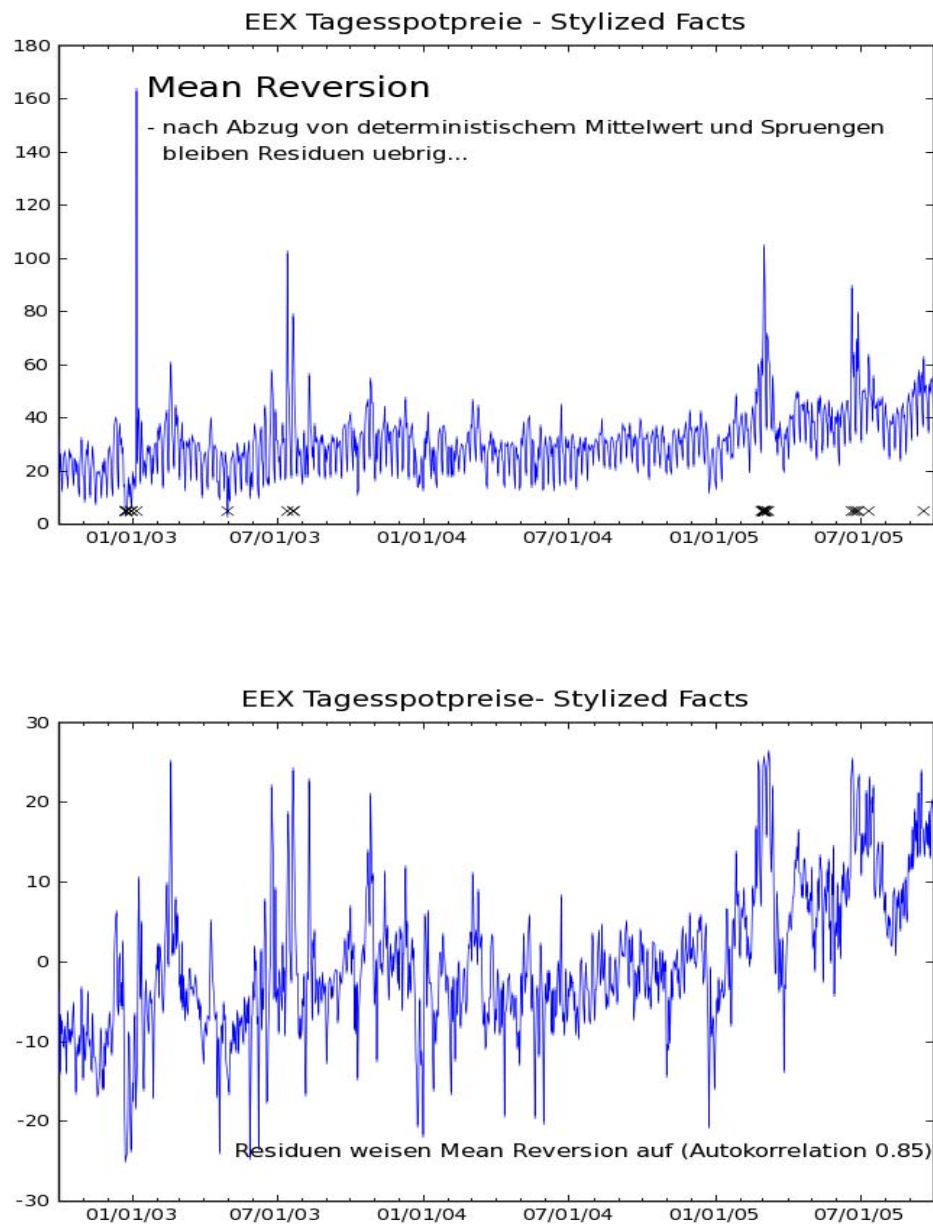 EEX Tagesspotpreie - Stylized Facts
180
160
140
120
100
80
60
40
20
0
Mean Reversion
- nach Abzug von deterministischem Mittelwert und Spruengen
bleiben Residuen uebrig...
01/01/03 07/01/03 01/01/04 07/01/04 01/01/05 07/01/05
EEX Tagesspotpreise- Stylized Facts
30
20
10
0
-10
-20
-30
Residuen weisen Mean Reversion auf (Autokorrelation 0.85)
01/01/03 07/01/03 01/01/04 07/01/04 01/01/05 07/01/05